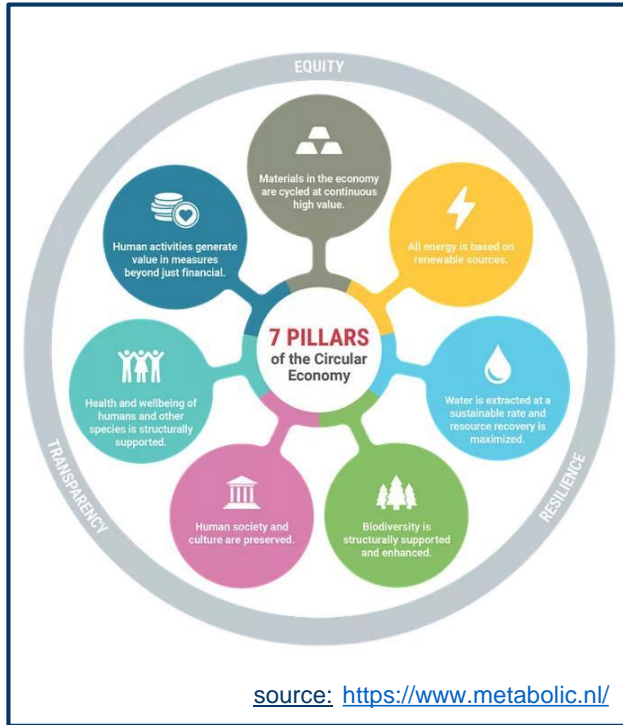 EQUITY
Materials in the economy
are cycled at continuous
high value.
All energy is based on
renewable sources.
Water is extracted at a
sustainable rate and
resource recovery is
maximized.
Biodiversity is
structurally supported
and enhanced.
Human society and
culture are preserved.
Health and wellbeing of
humans and other
species is structurally
supported.
Human activities generate
value in measures
beyond just financial.
7 PILLARS
of the Circular
Economy
RESILIENCE
TRANSPARENCY
source: https://www.metabolic.nl/